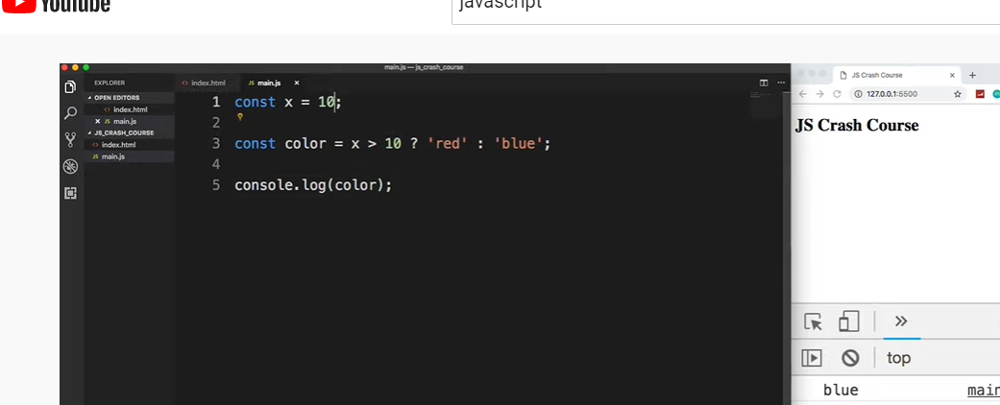 YouTube
javascript
main.js — js_crash_course
EXPLORER
OPEN EDITORS
<> index.html
× JS main.js
JS_CRASH_COURSE
<> index.html
JS main.js
<> index.html
JS main.js ×
1 const x = 10;
2
3 const color = x > 10 ? 'red' : 'blue';
4
5 console.log(color);
JS Crash Course × +
127.0.0.1:5500
JS Crash Course
top
blue main